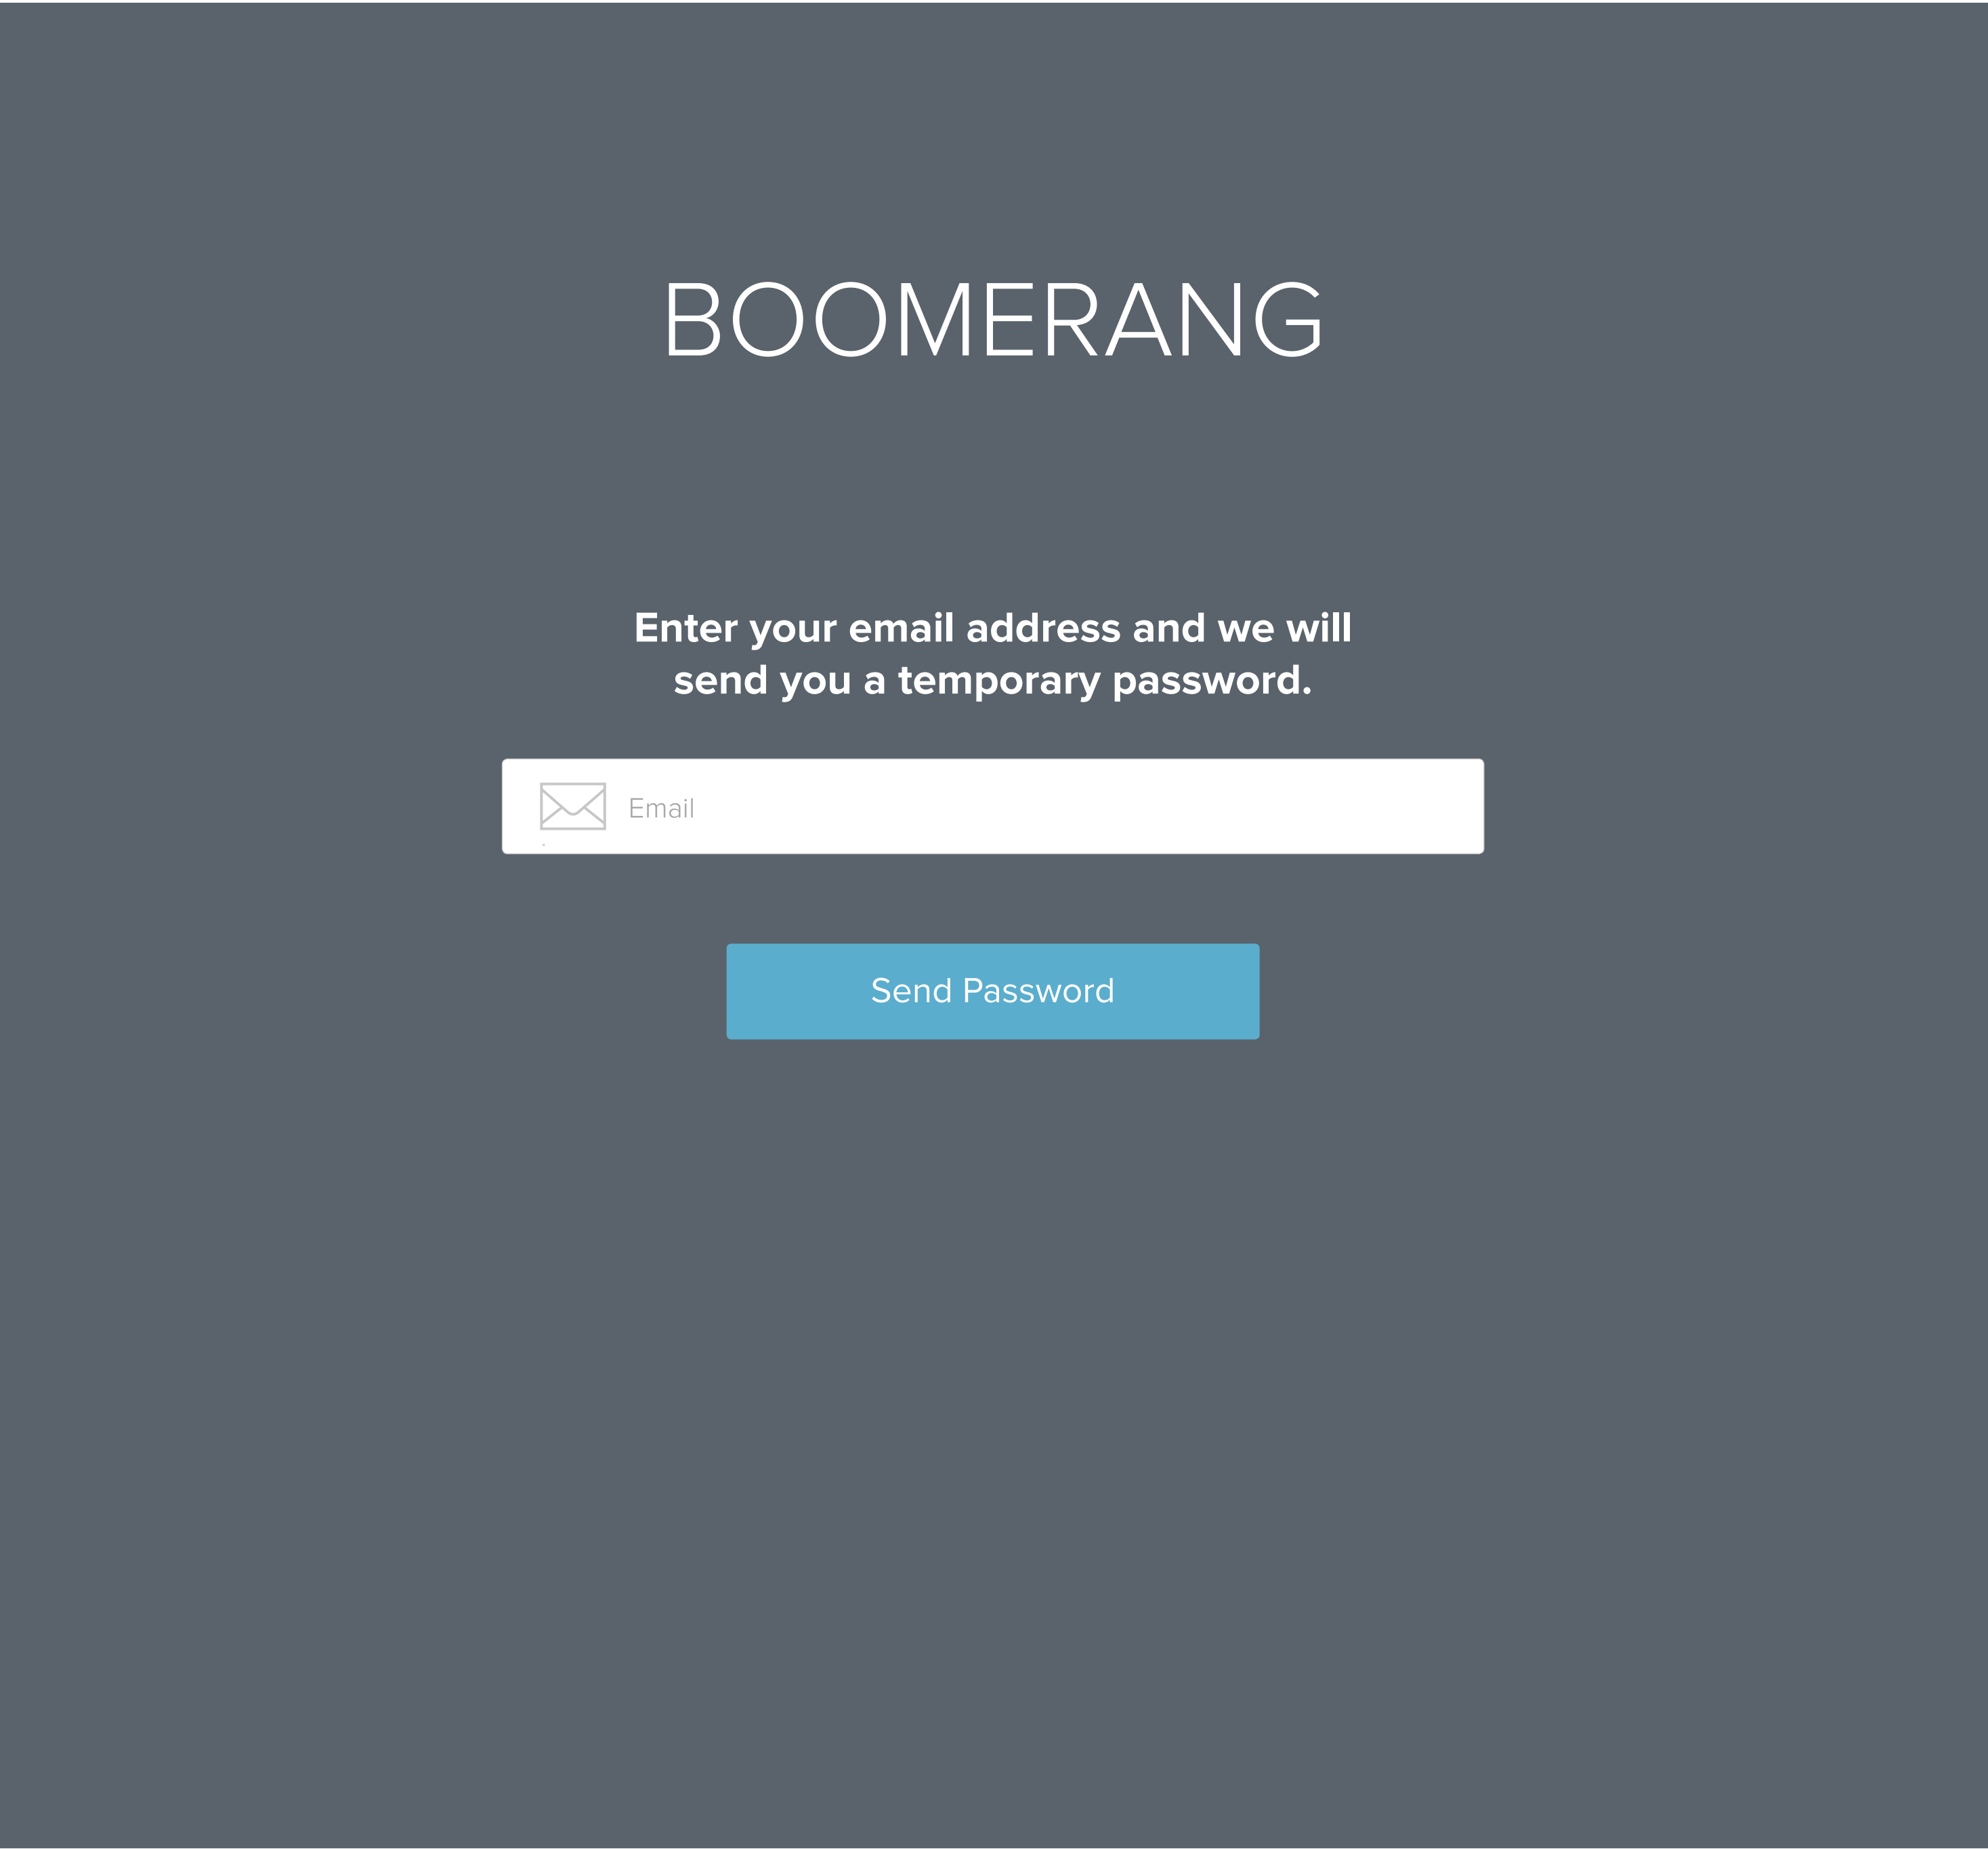 BOOMERANG
Enter your email address and we will
send you a temporary password.
Email
Send Password